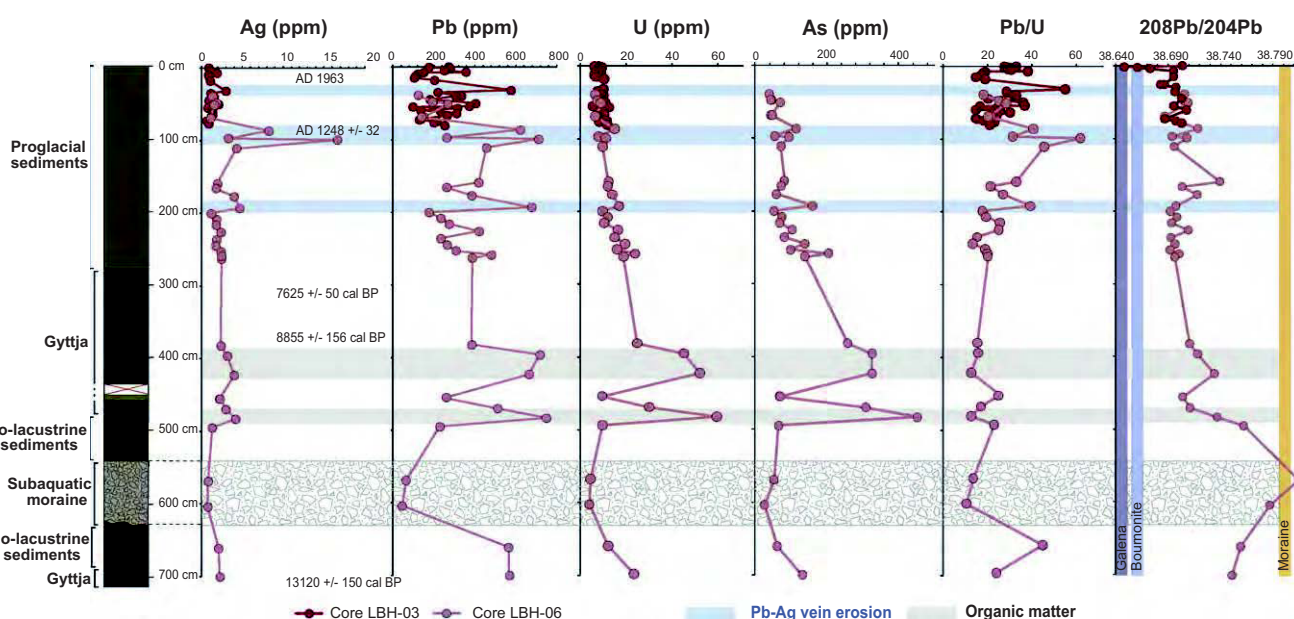 Ag (ppm) Pb (ppm) U (ppm) As (ppm) Pb/U 208Pb/204Pb
0 5 10 15 20
0 200 400 600 800
0 20 40 60
0 200 400
0 20 40 60
38.640 38.690 38.740 38.790
0 cm
100 cm
200 cm
300 cm
400 cm
500 cm
600 cm
700 cm
Proglacial
sediments
Gyttja
o-lacustrine
sediments
Subaquatic
moraine
o-lacustrine
sediments
Gyttja
AD 1963
AD 1248 +/- 32
7625 +/- 50 cal BP
8855 +/- 156 cal BP
13120 +/- 150 cal BP
Galena
Boumonite
Moraine
Core LBH-03 Core LBH-06 Pb-Ag vein erosion Organic matter